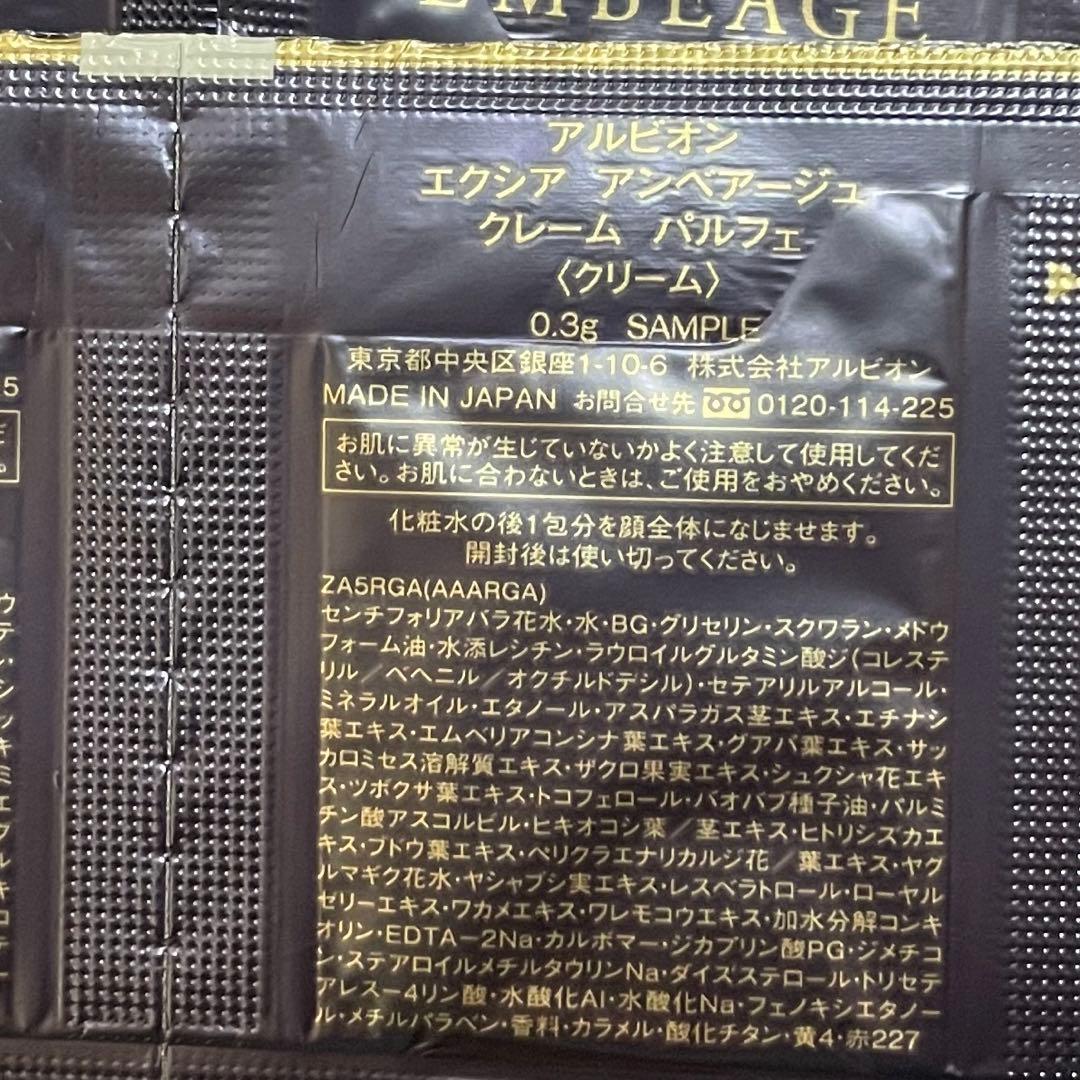 EMBEAGE
アルビオン
エクシア アンベアージュ
クレーム パルフェ
〈クリーム〉
0.3g SAMPLE
東京都中央区銀座1-10-6 株式会社アルビオン
MADE IN JAPAN お問合せ先 0120-114-225
お肌に異常が生じていないかよく注意して使用してくだ
さい。お肌に合わないときは、ご使用をおやめください。
化粧水の後1包分を顔全体になじませます。
開封後は使い切ってください。
ZA5RGA(AAARGA)
センチフォリアバラ花水・水・BG・グリセリン・スクワラン・メドウ
フォーム油・水添レシチン・ラウロイルグルタミン酸ジ(コレステ
リル/ベヘニル/オクチルドデシル)・セテアリルアルコール・
ミネラルオイル・エタノール・アスパラガス茎エキス・エチナシ
葉エキス・エムベリアコンシナ葉エキス・グアバ葉エキス・サッ
カロミセス溶解質エキス・ザクロ果実エキス・シュクシャ花エキ
ス・ツボクサ葉エキス・トコフェロール・バオバブ種子油・パルミ
チン酸アスコルビル・ヒキオコシ葉/茎エキス・ヒトリシズカエ
キス・ブドウ葉エキス・ベリクラエナリカルジ花/葉エキス・ヤグ
ルマギク花水・ヤシャブシ実エキス・レスベラトロール・ローヤル
ゼリーエキス・ワカメエキス・ワレモコウエキス・加水分解コンキ
オリン・EDTA-2Na・カルボマー・ジカプリン酸PG・ジメチコ
ン・ステアロイルメチルタウリンNa・ダイズステロール・トリセテ
アレス-4リン酸・水酸化Al・水酸化Na・フェノキシエタノー
ル・メチルパラベン・香料・カラメル・酸化チタン・黄4・赤227